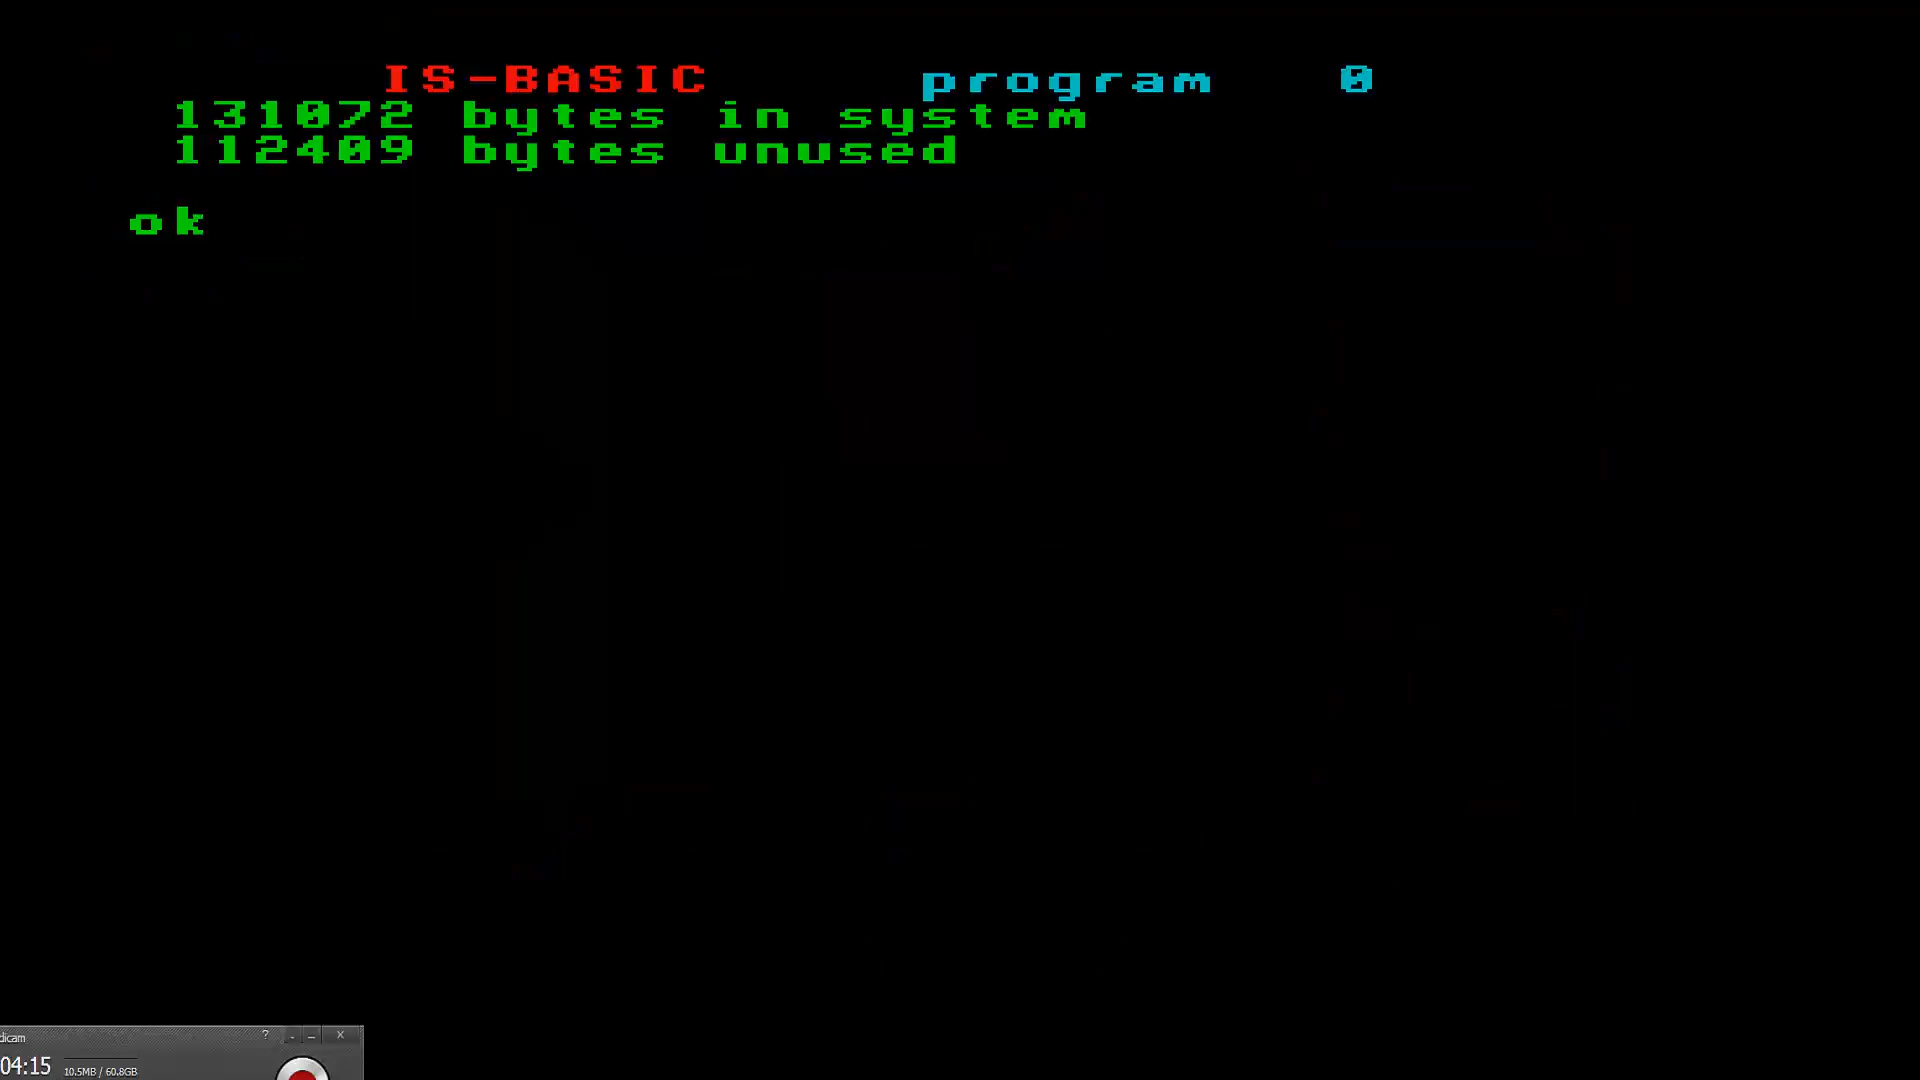 IS-BASIC program 0
131072 bytes in system
112409 bytes unused
ok
dicam ? - – x
04:15 10.5MB / 60.8GB